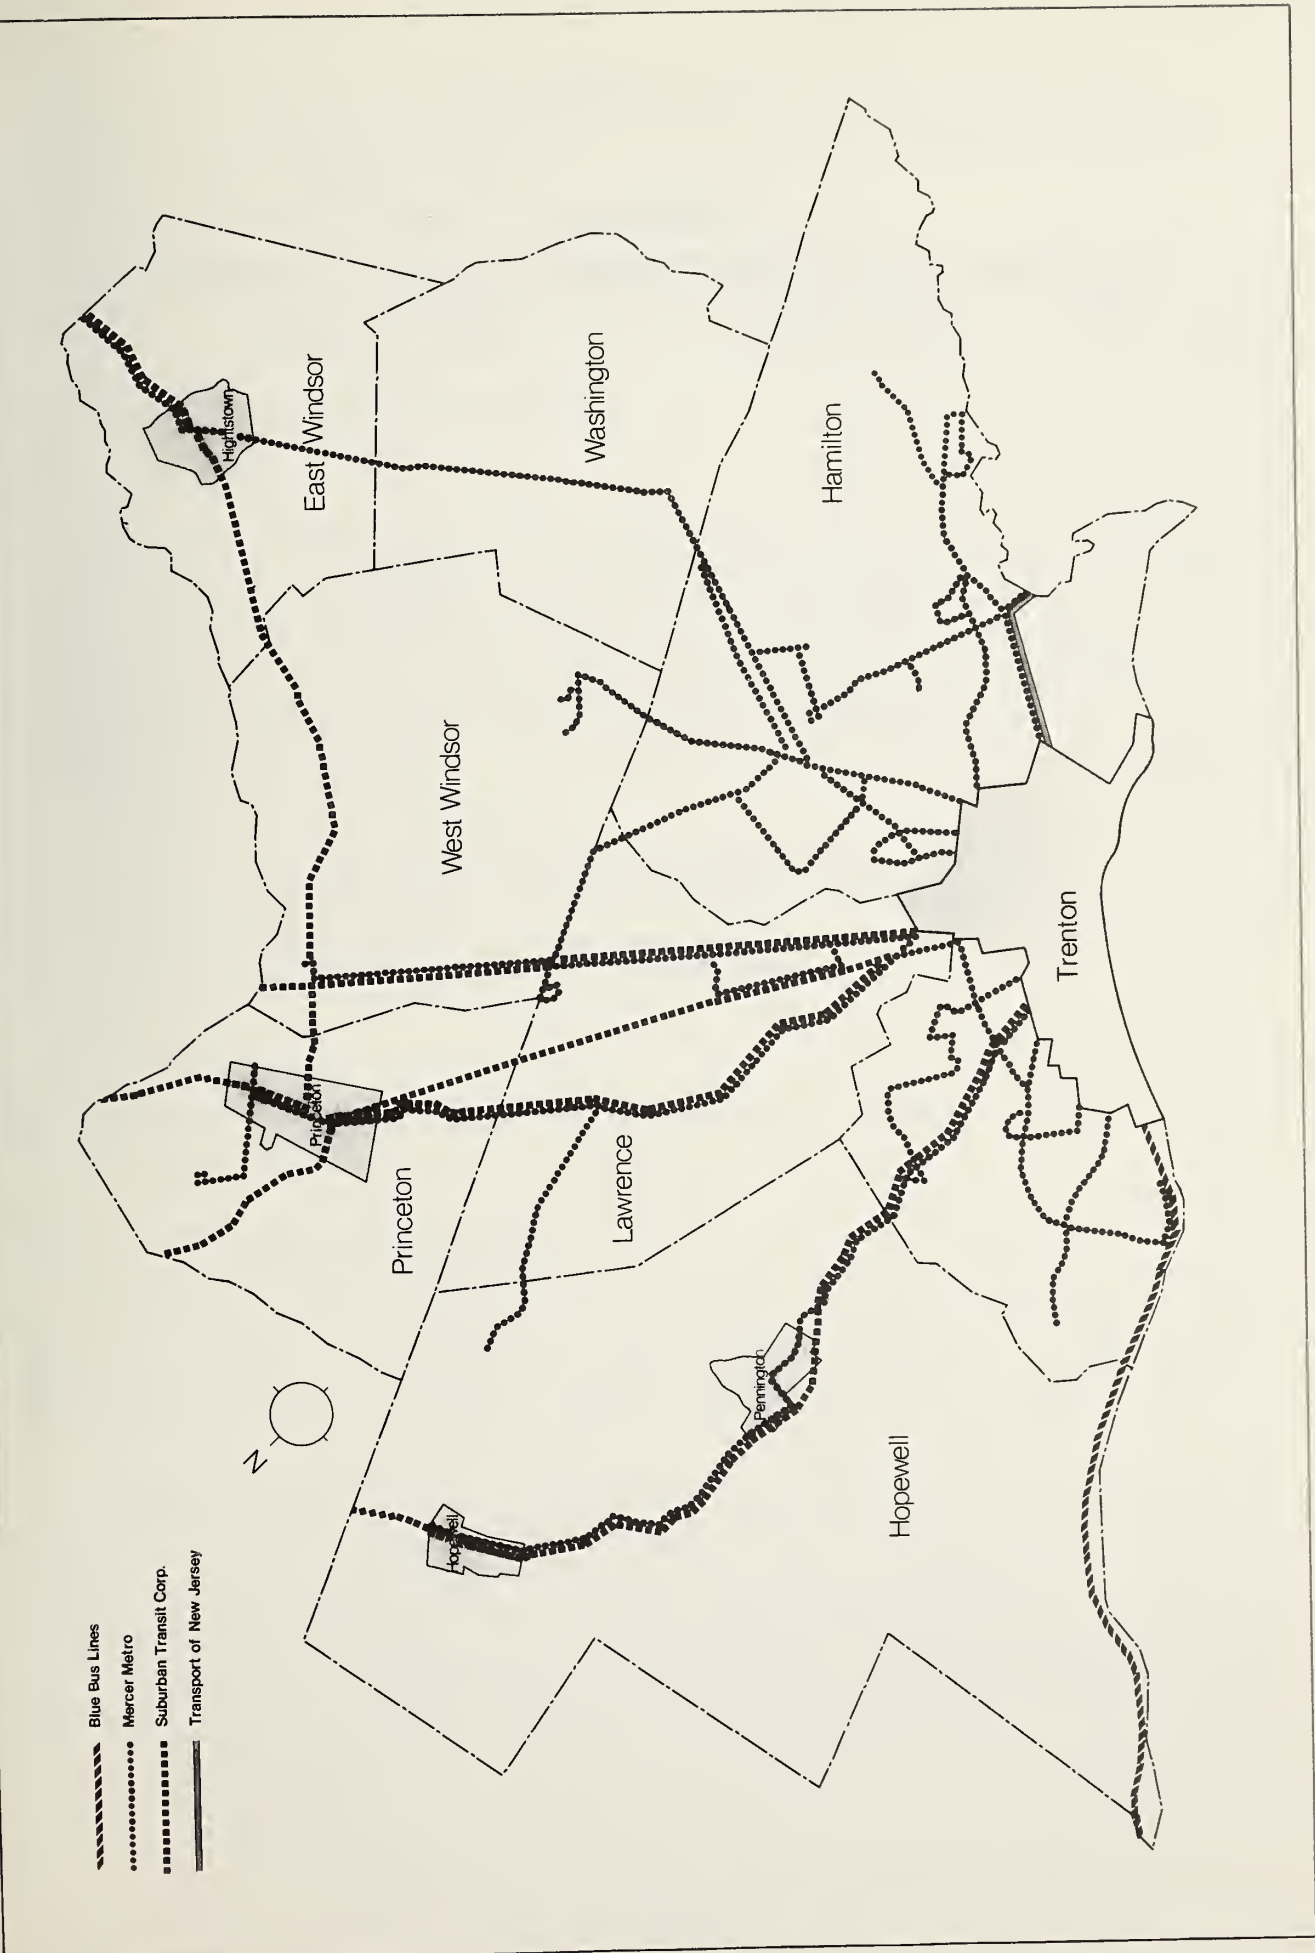 Blue Bus Lines
Mercer Metro
Suburban Transit Corp.
Transport of New Jersey
N
Hopewell
Pennington
Hopewell
Princeton
Princeton
Lawrence
Trenton
West Windsor
Hightstown
East Windsor
Washington
Hamilton